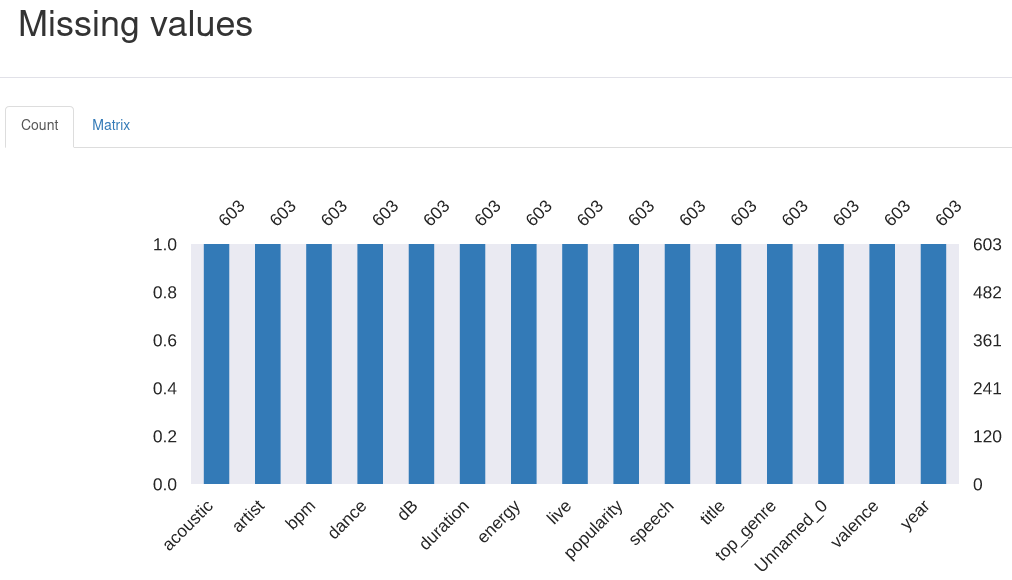 Missing values
Count Matrix
603 603 603 603 603 603 603 603 603 603 603 603 603 603 603
1.0 603
0.8 482
0.6 361
0.4 241
0.2 120
0.0 0
acoustic artist bpm dance dB duration energy live popularity speech title top_genre Unnamed_0 valence year